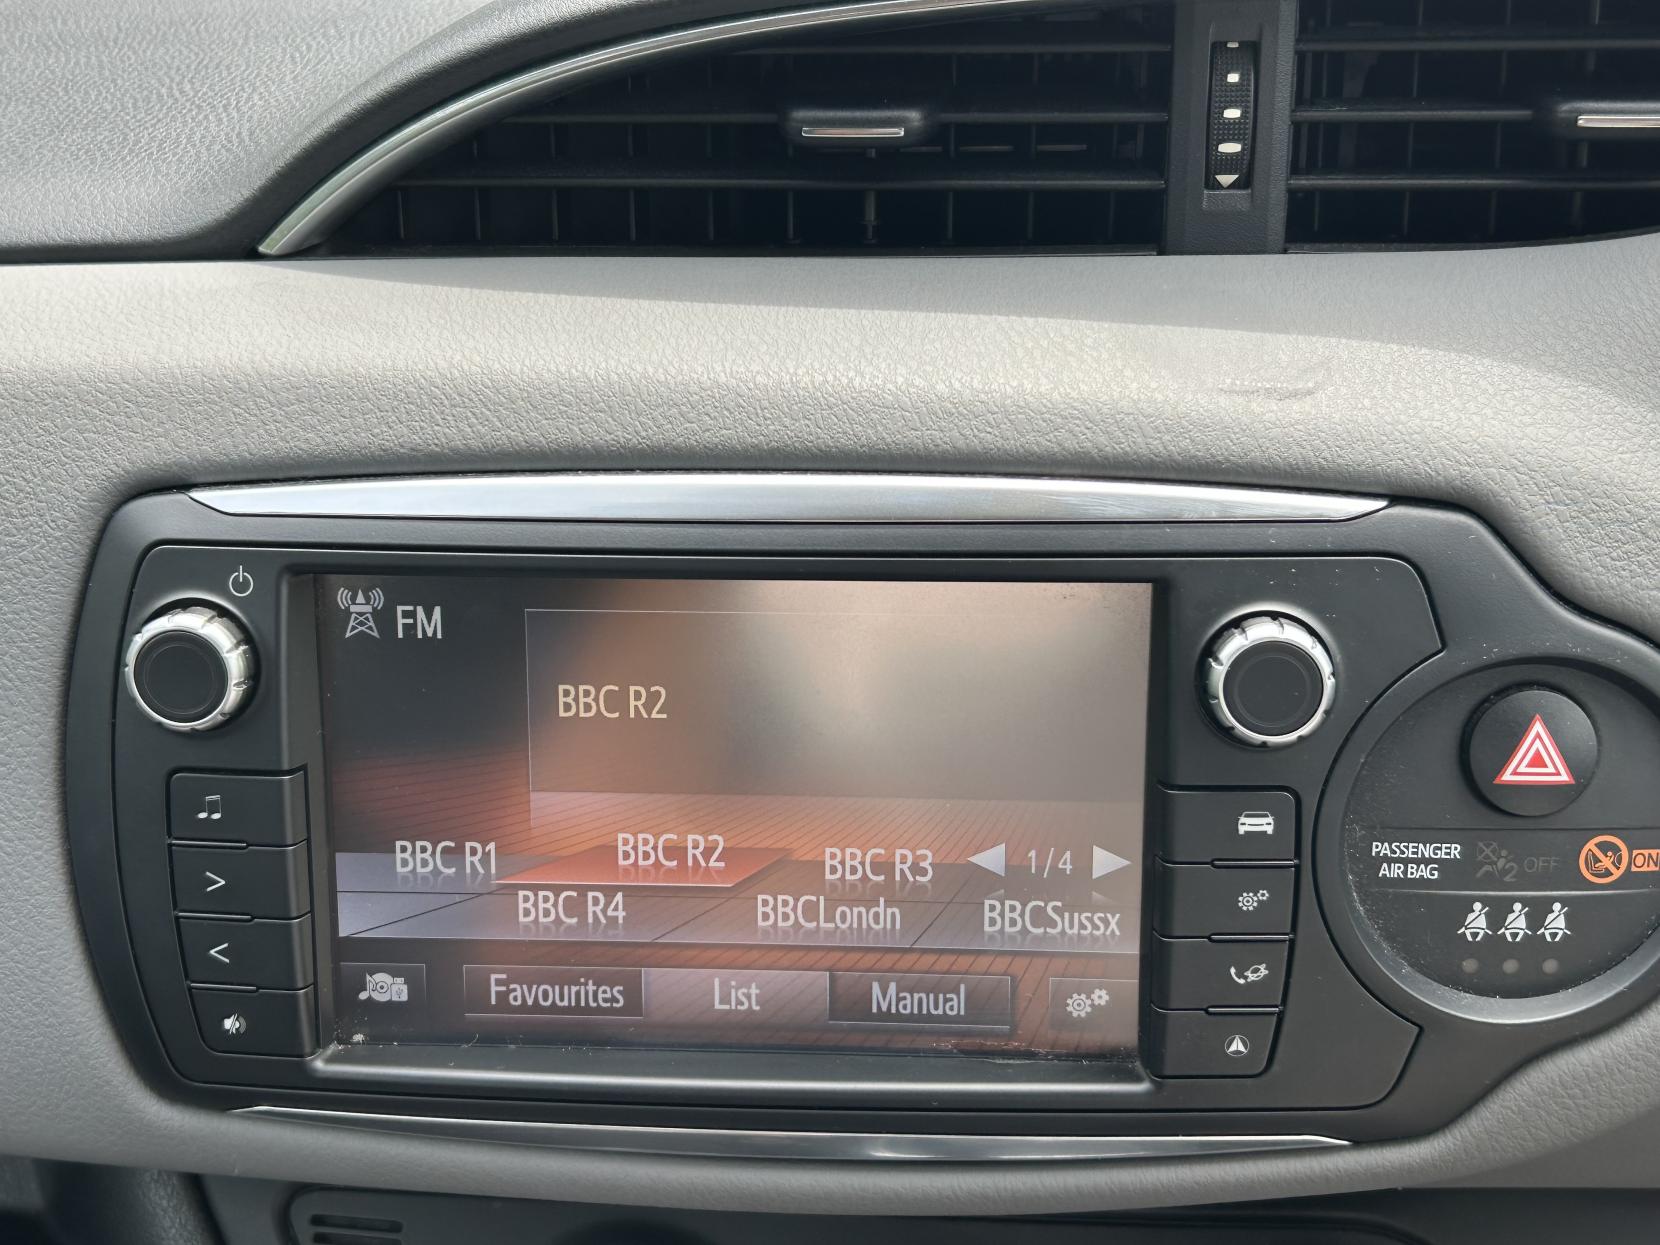 FM
BBC R2
BBC R1 BBC R2 BBC R3 1/4
BBC R4 BBCLondn BBCSussx
Favourites List Manual
PASSENGER
AIR BAG
2 OFF
ON